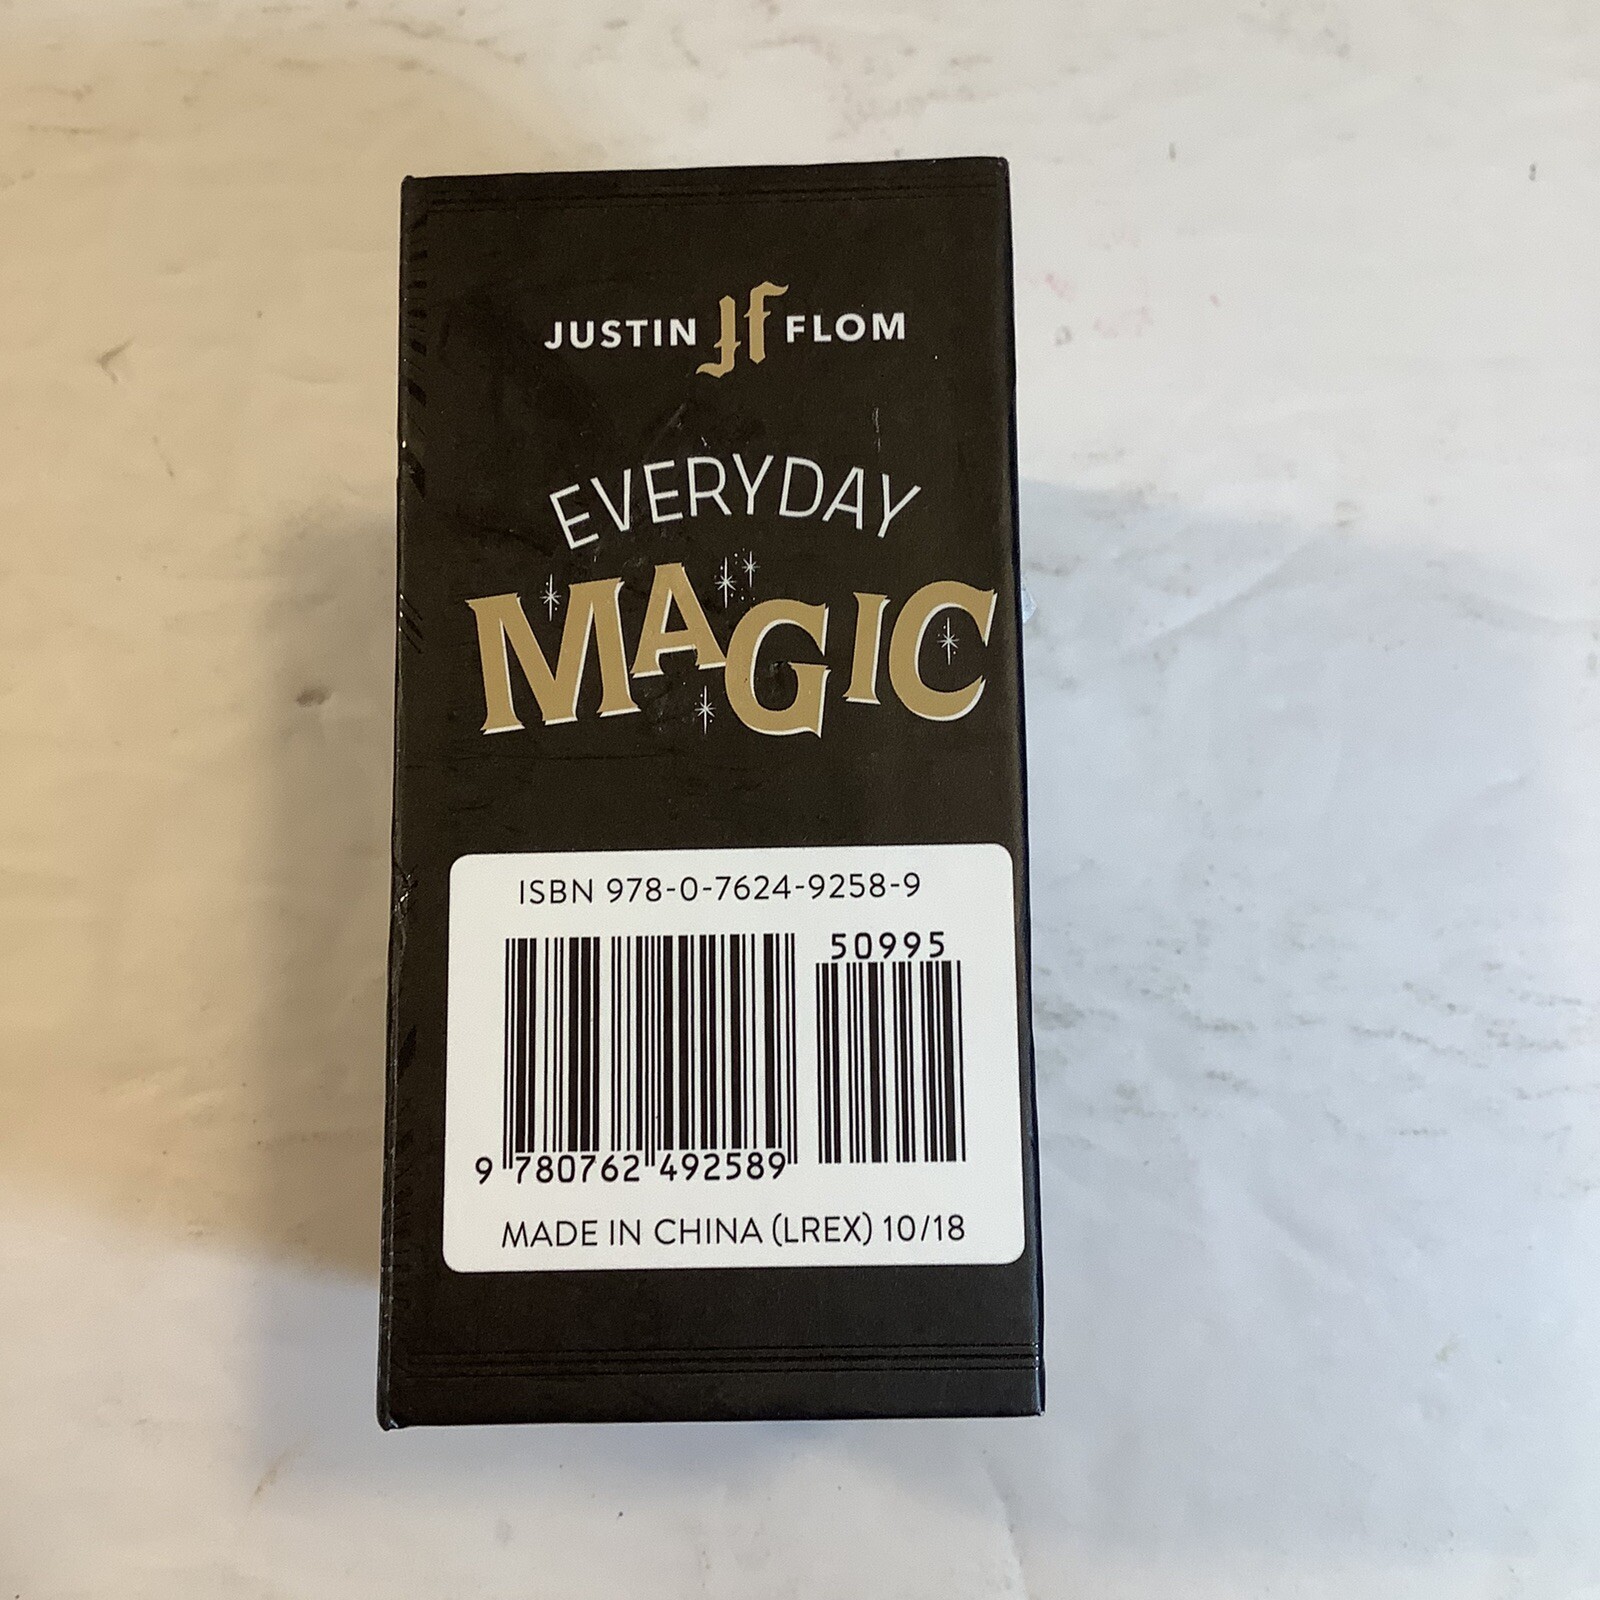 JUSTIN JF FLOM
EVERYDAY
MAGIC
ISBN 978-0-7624-9258-9
50995
9 780762 492589
MADE IN CHINA (LREX) 10/18